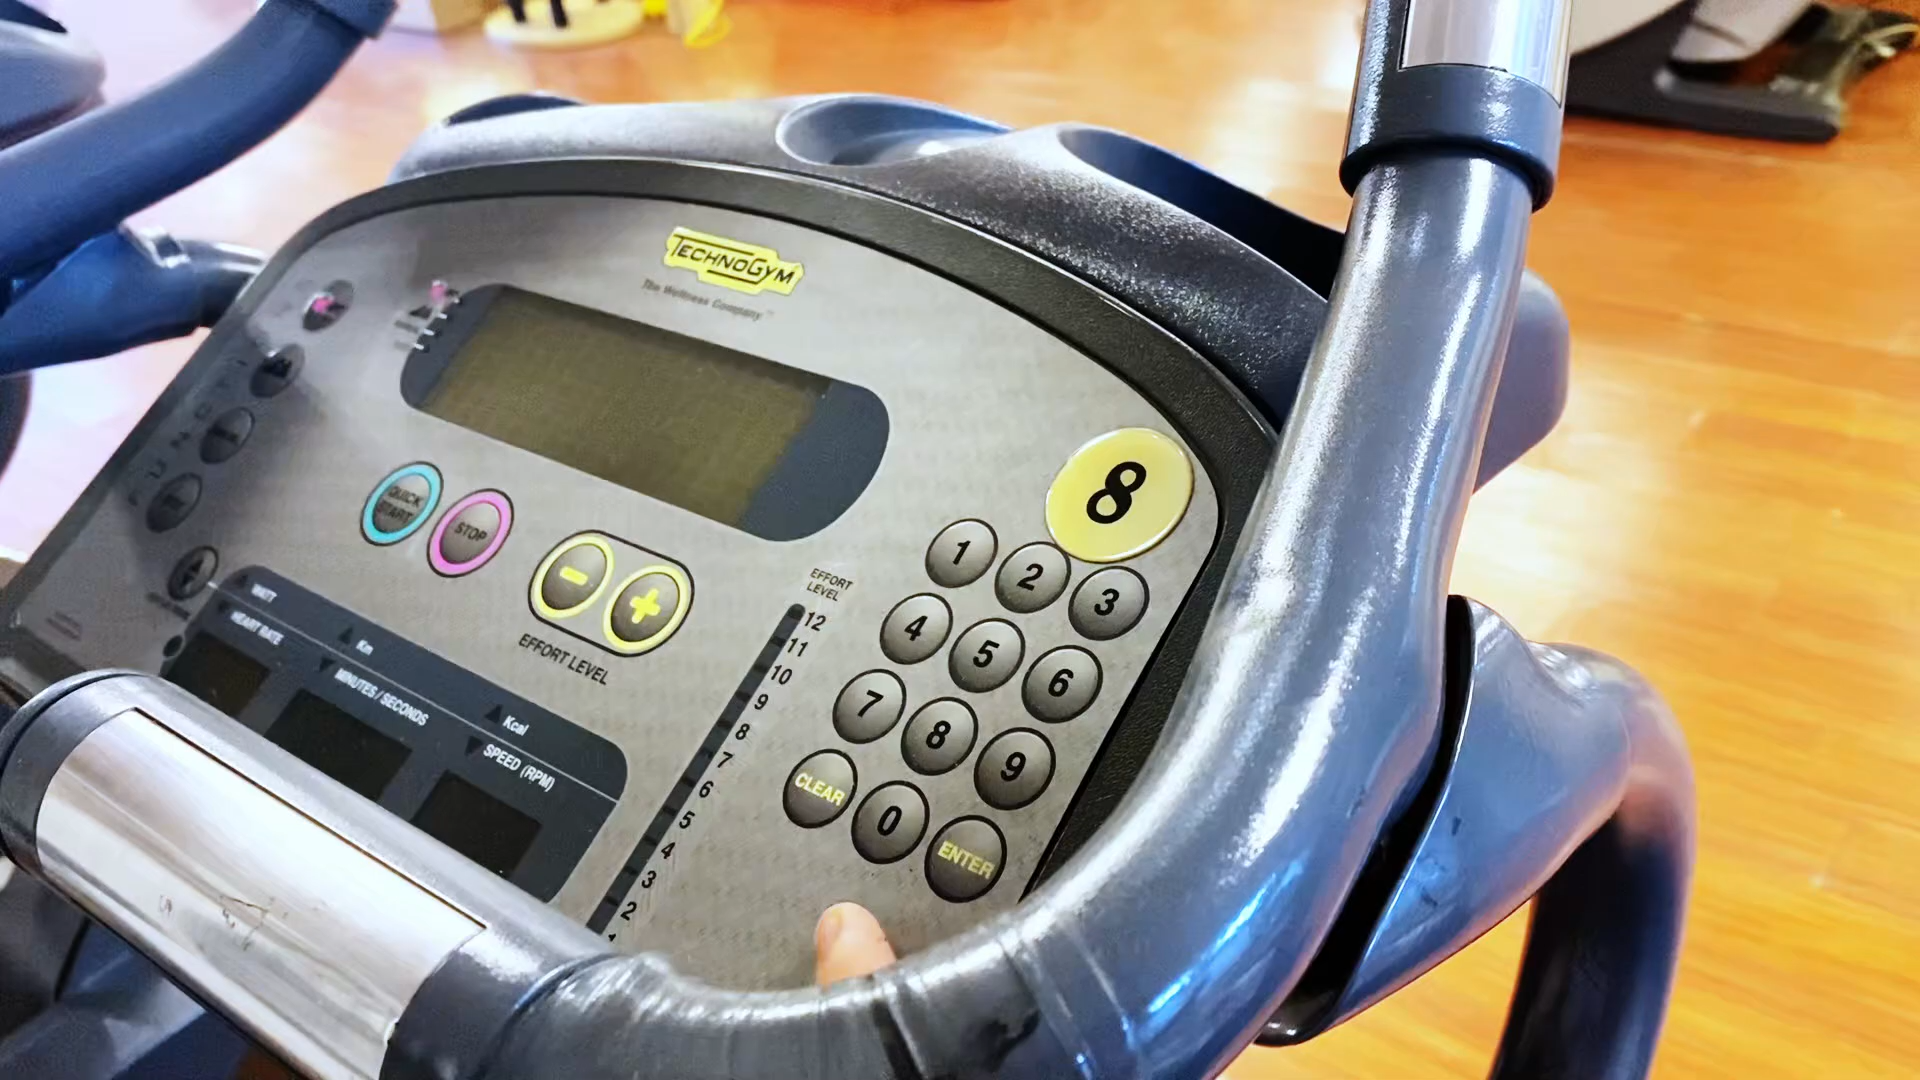 TECHNOGYM
The Wellness Company
8
QUICK
START
STOP
EFFORT LEVEL
EFFORT
LEVEL
12
11
10
9
8
7
6
5
4
3
2
1
1 2 3
4 5 6
7 8 9
CLEAR 0 ENTER
WATT
HEART RATE
Km
MINUTES / SECONDS
Kcal
SPEED (RPM)